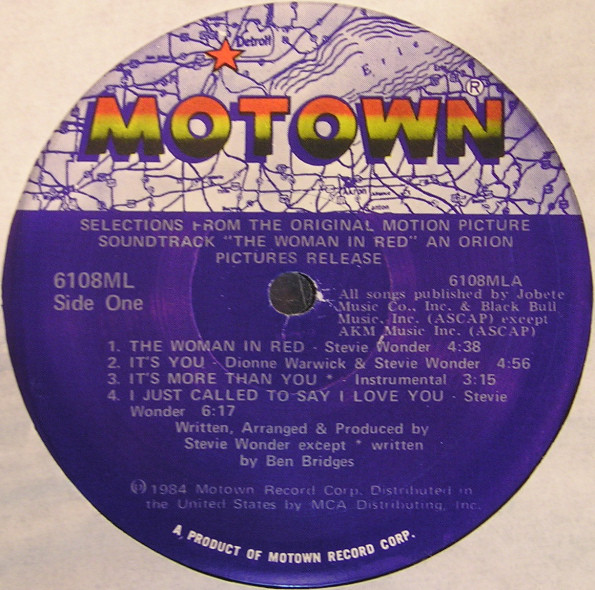 Detroit
Erie
MOTOWN®
Akron
SELECTIONS FROM THE ORIGINAL MOTION PICTURE
SOUNDTRACK "THE WOMAN IN RED" AN ORION
PICTURES RELEASE
6108ML
Side One
6108MLA
All songs published by Jobete
Music Co., Inc. & Black Bull
Music, Inc. (ASCAP) except
AKM Music Inc. (ASCAP)
1. THE WOMAN IN RED - Stevie Wonder 4:38
2. IT'S YOU - Dionne Warwick & Stevie Wonder 4:56
3. IT'S MORE THAN YOU * - Instrumental 3:15
4. I JUST CALLED TO SAY I LOVE YOU - Stevie
Wonder 6:17
Written, Arranged & Produced by
Stevie Wonder except * written
by Ben Bridges
℗ 1984 Motown Record Corp. Distributed in
the United States by MCA Distributing, Inc.
A PRODUCT OF MOTOWN RECORD CORP.